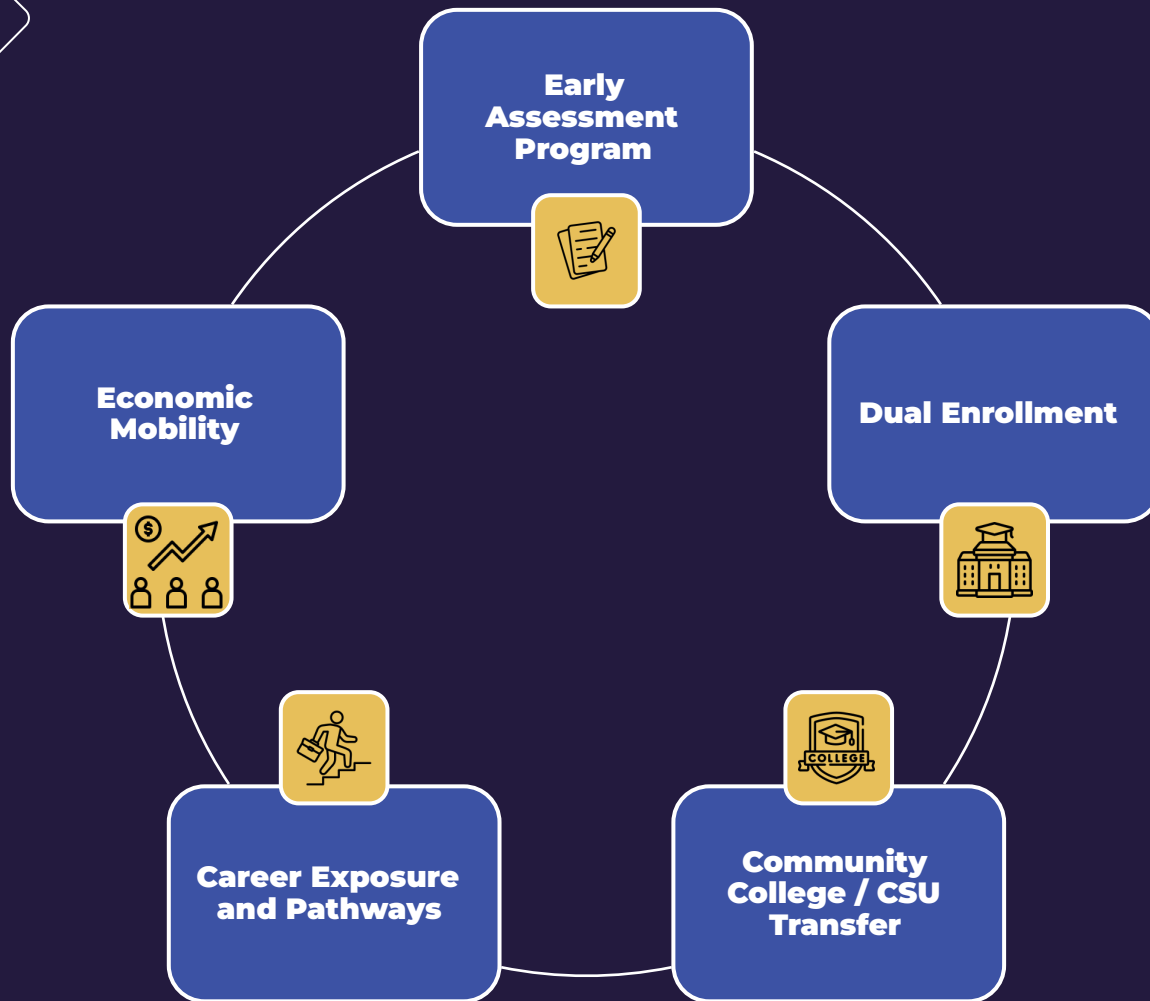 Early
Assessment
Program
Economic
Mobility
Dual Enrollment
$
COLLEGE
Career Exposure
and Pathways
Community
College / CSU
Transfer